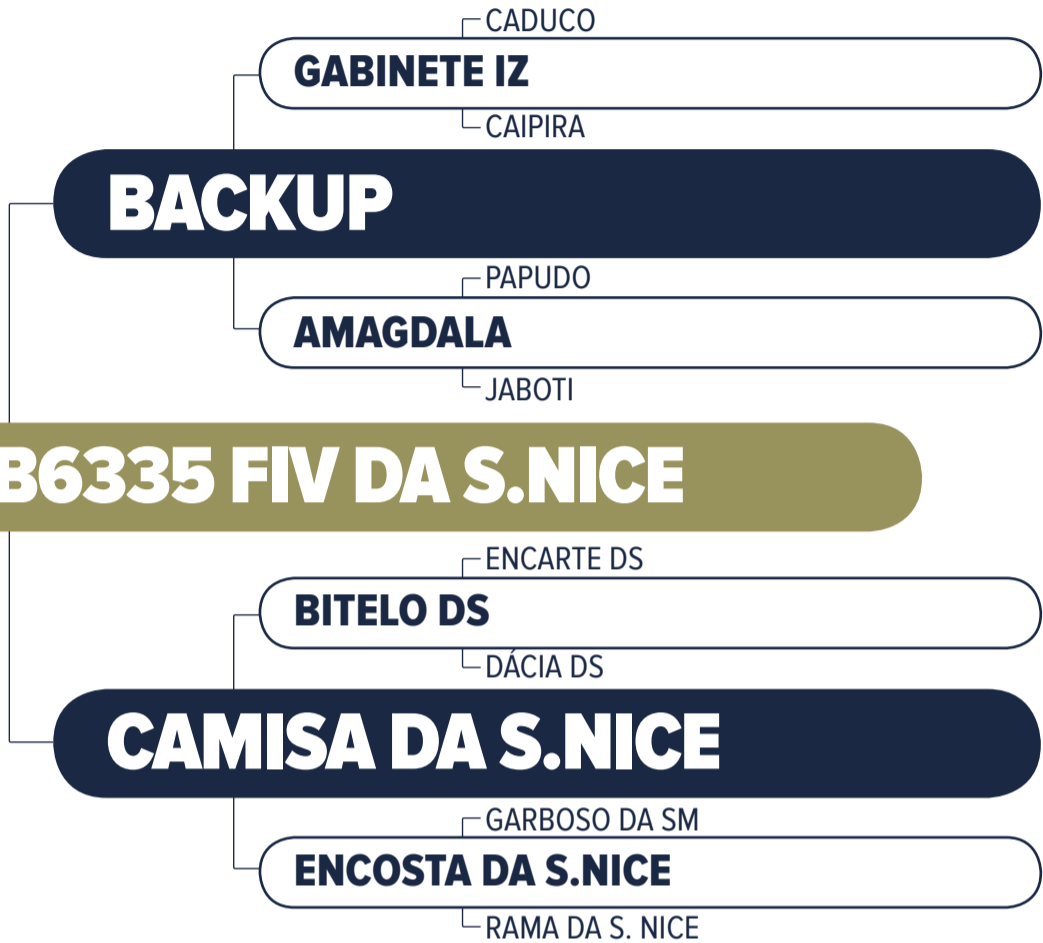 CADUCO
GABINETE IZ
CAIPIRA
BACKUP
PAPUDO
AMAGDALA
JABOTI
B6335 FIV DA S.NICE
ENCARTE DS
BITELO DS
DÁCIA DS
CAMISA DA S.NICE
GARBOSO DA SM
ENCOSTA DA S.NICE
RAMA DA S. NICE